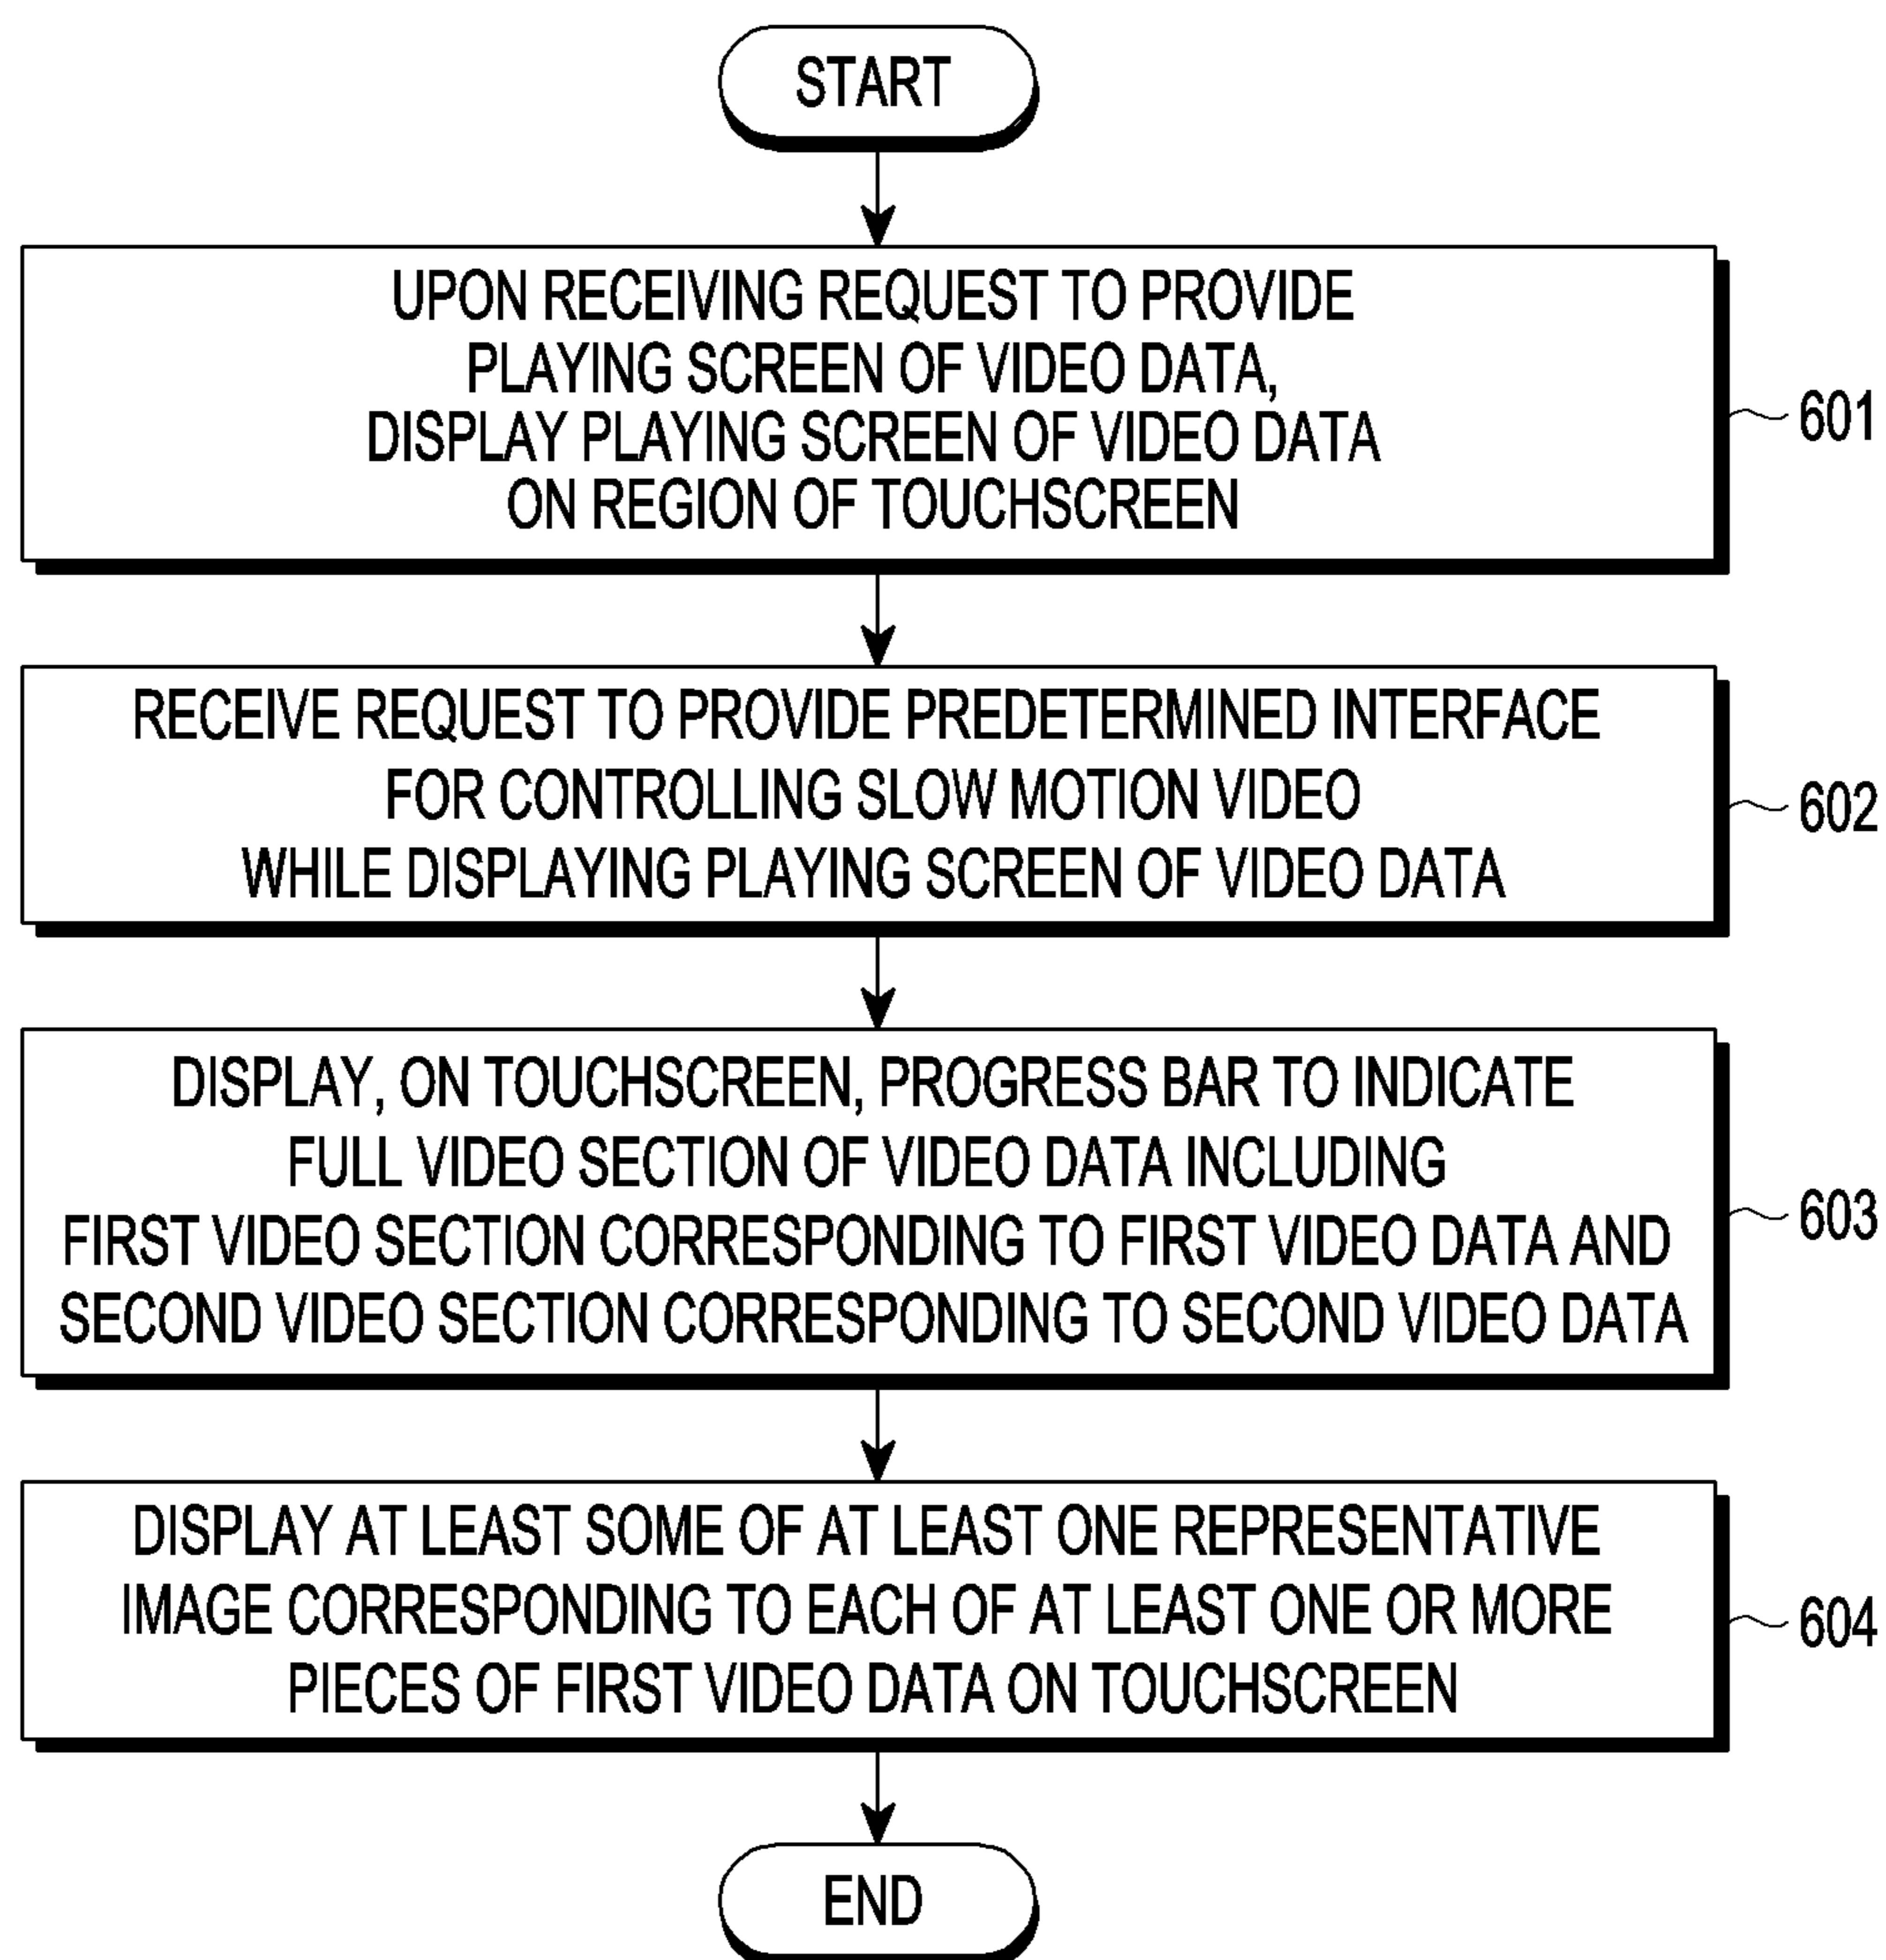 START
UPON RECEIVING REQUEST TO PROVIDE
PLAYING SCREEN OF VIDEO DATA,
DISPLAY PLAYING SCREEN OF VIDEO DATA
ON REGION OF TOUCHSCREEN
601
RECEIVE REQUEST TO PROVIDE PREDETERMINED INTERFACE
FOR CONTROLLING SLOW MOTION VIDEO
WHILE DISPLAYING PLAYING SCREEN OF VIDEO DATA
602
DISPLAY, ON TOUCHSCREEN, PROGRESS BAR TO INDICATE
FULL VIDEO SECTION OF VIDEO DATA INCLUDING
FIRST VIDEO SECTION CORRESPONDING TO FIRST VIDEO DATA AND
SECOND VIDEO SECTION CORRESPONDING TO SECOND VIDEO DATA
603
DISPLAY AT LEAST SOME OF AT LEAST ONE REPRESENTATIVE
IMAGE CORRESPONDING TO EACH OF AT LEAST ONE OR MORE
PIECES OF FIRST VIDEO DATA ON TOUCHSCREEN
604
END